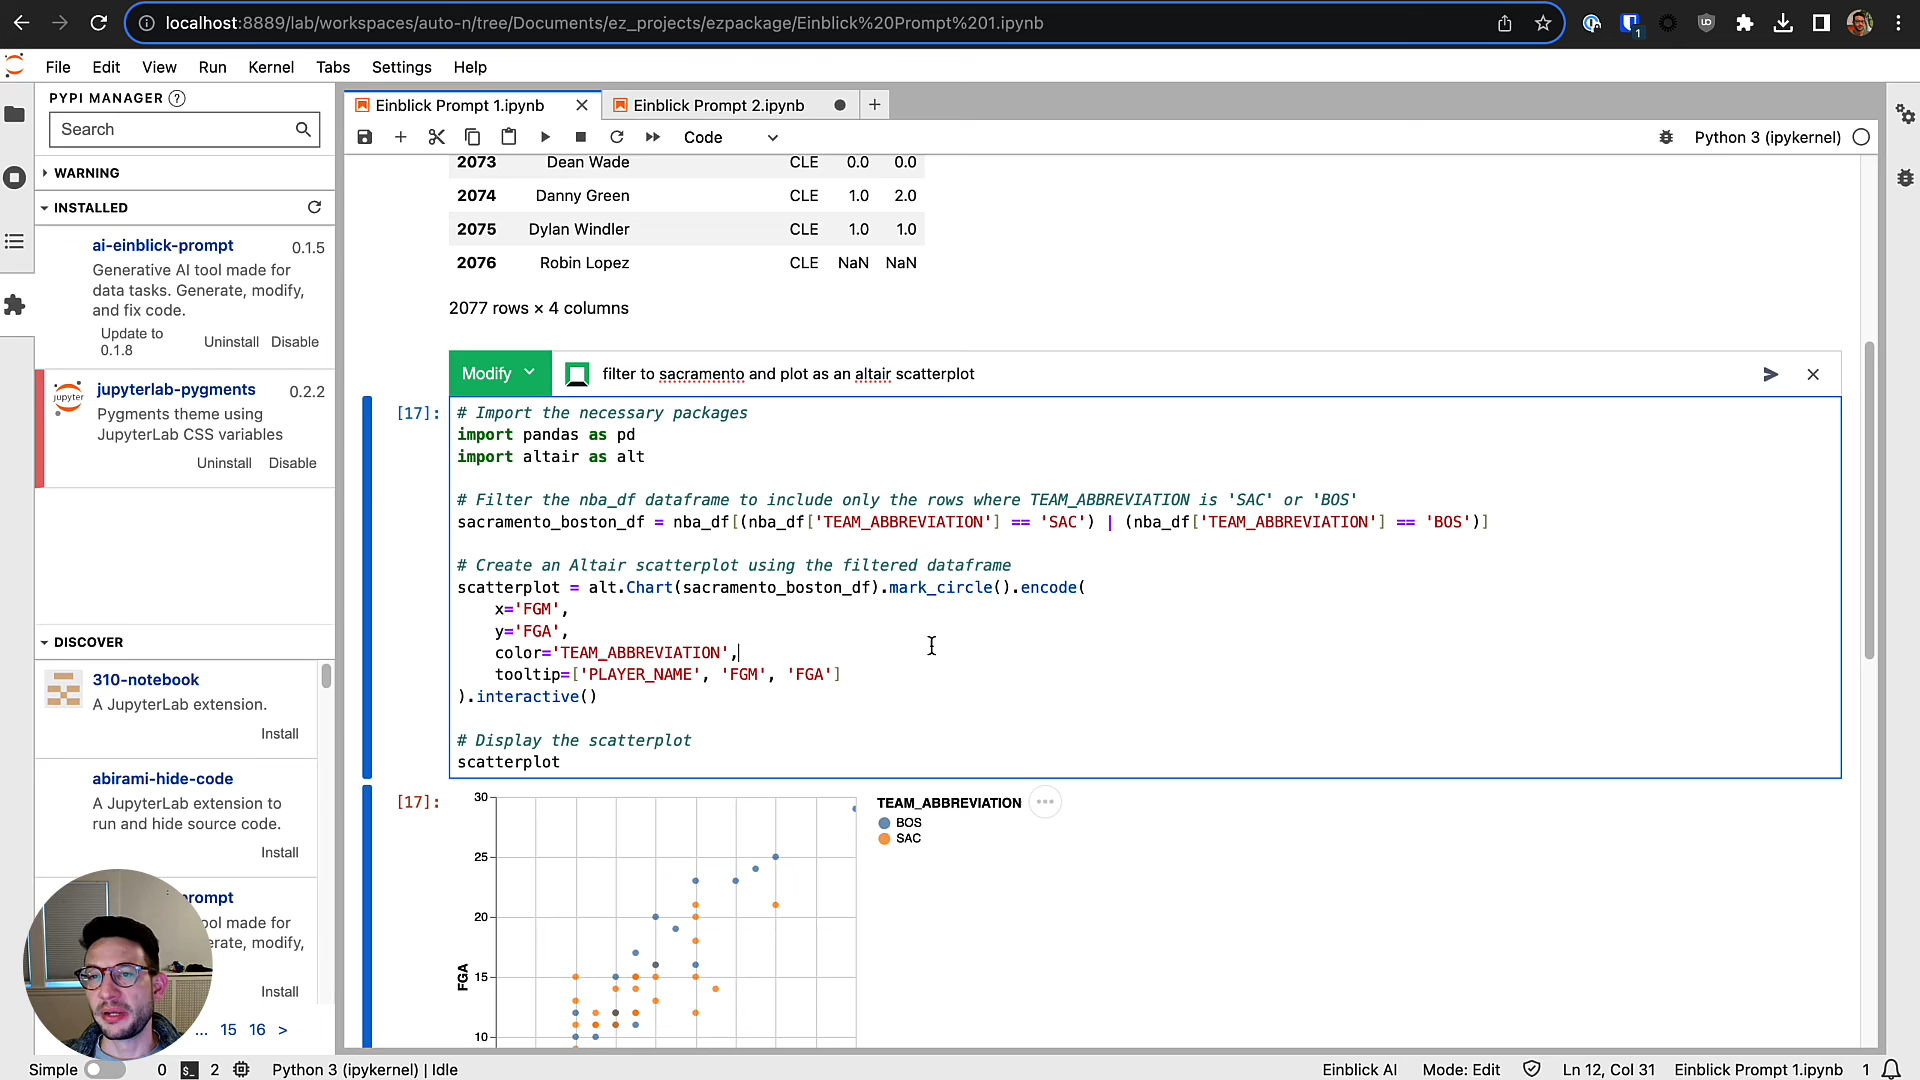 localhost:8889/lab/workspaces/auto-n/tree/Documents/ez_projects/ezpackage/Einblick%20Prompt%201.ipynb
1
File Edit View Run Kernel Tabs Settings Help
PYPI MANAGER ?
Search
WARNING
INSTALLED
ai-einblick-prompt 0.1.5
Generative AI tool made for
data tasks. Generate, modify,
and fix code.
Update to
0.1.8
Uninstall Disable
jupyter
jupyterlab-pygments 0.2.2
Pygments theme using
JupyterLab CSS variables
Uninstall Disable
DISCOVER
310-notebook
A JupyterLab extension.
Install
abirami-hide-code
A JupyterLab extension to
run and hide source code.
Install
prompt
ool made for
erate, modify,
Install
... 15 16 >
Einblick Prompt 1.ipynb
Einblick Prompt 2.ipynb
Code
Python 3 (ipykernel)
2073 Dean Wade CLE 0.0 0.0
2074 Danny Green CLE 1.0 2.0
2075 Dylan Windler CLE 1.0 1.0
2076 Robin Lopez CLE NaN NaN
2077 rows × 4 columns
Modify filter to sacramento and plot as an altair scatterplot
[17]:
# Import the necessary packages
import pandas as pd
import altair as alt
# Filter the nba_df dataframe to include only the rows where TEAM_ABBREVIATION is 'SAC' or 'BOS'
sacramento_boston_df = nba_df[(nba_df['TEAM_ABBREVIATION'] == 'SAC') | (nba_df['TEAM_ABBREVIATION'] == 'BOS')]
# Create an Altair scatterplot using the filtered dataframe
scatterplot = alt.Chart(sacramento_boston_df).mark_circle().encode(
x='FGM',
y='FGA',
color='TEAM_ABBREVIATION',
tooltip=['PLAYER_NAME', 'FGM', 'FGA']
).interactive()
# Display the scatterplot
scatterplot
[17]:
30
25
20
15
10
FGA
TEAM_ABBREVIATION
BOS
SAC
Simple 0 2 Python 3 (ipykernel) | Idle
Einblick AI Mode: Edit Ln 12, Col 31 Einblick Prompt 1.ipynb 1